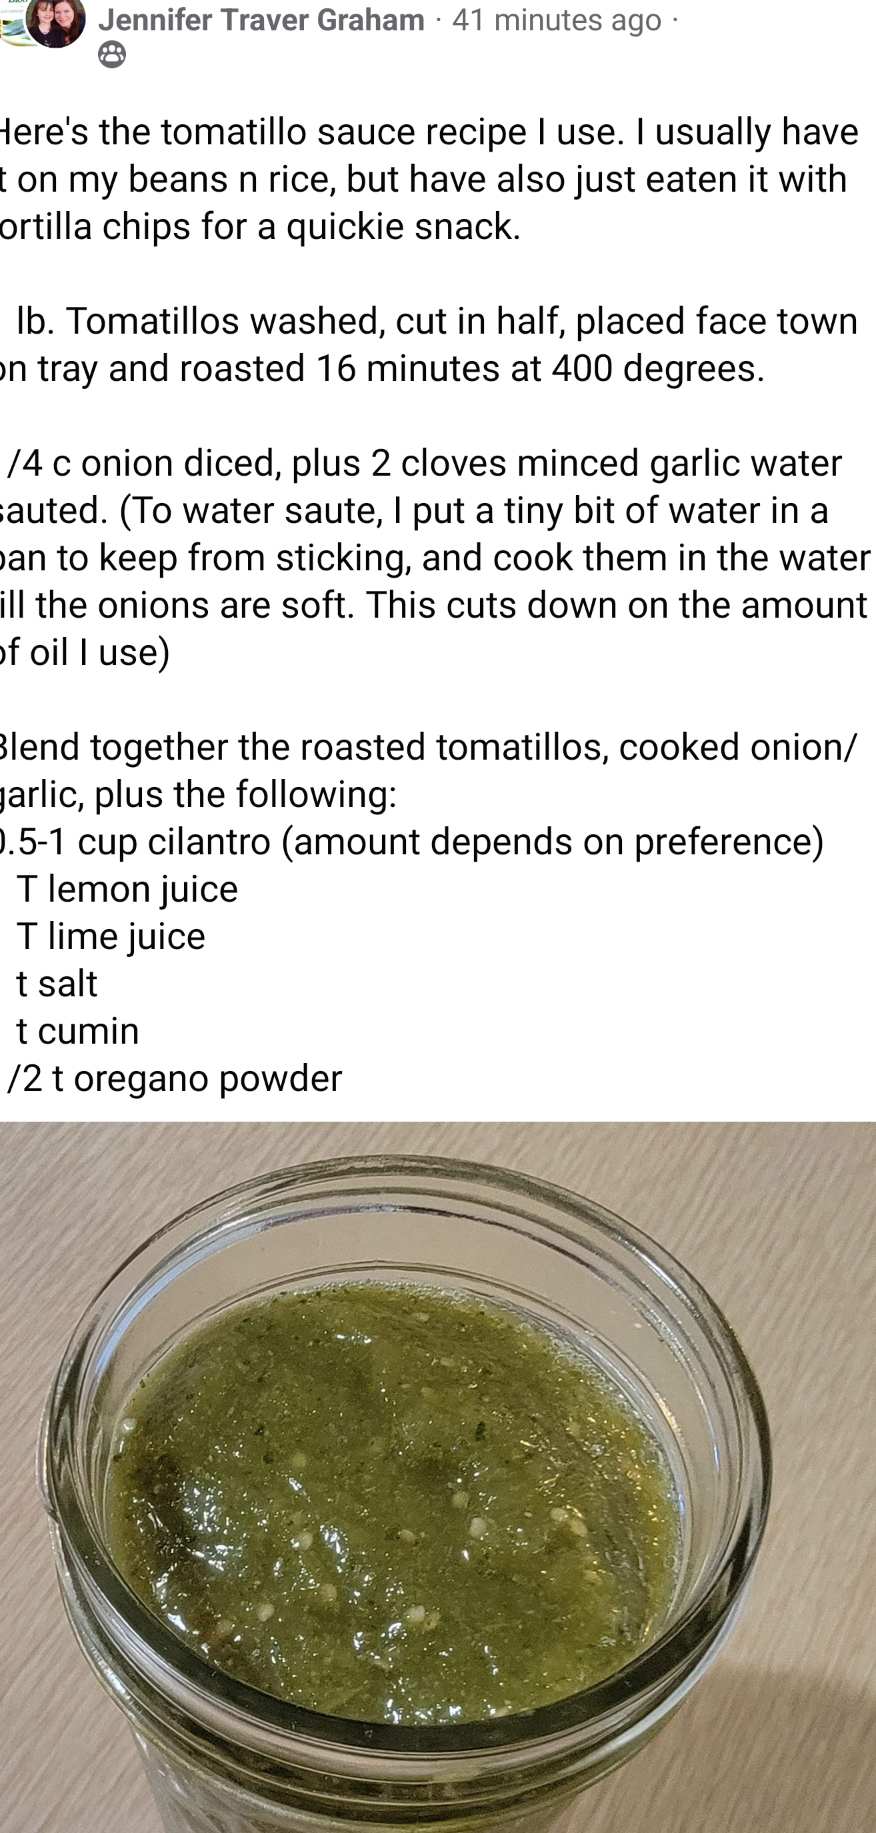 Jennifer Traver Graham · 41 minutes ago ·
Here's the tomatillo sauce recipe I use. I usually have
t on my beans n rice, but have also just eaten it with
ortilla chips for a quickie snack.
lb. Tomatillos washed, cut in half, placed face town
on tray and roasted 16 minutes at 400 degrees.
/4 c onion diced, plus 2 cloves minced garlic water
sauted. (To water saute, I put a tiny bit of water in a
pan to keep from sticking, and cook them in the water
ill the onions are soft. This cuts down on the amount
of oil I use)
Blend together the roasted tomatillos, cooked onion/
garlic, plus the following:
0.5-1 cup cilantro (amount depends on preference)
T lemon juice
T lime juice
t salt
t cumin
/2 t oregano powder